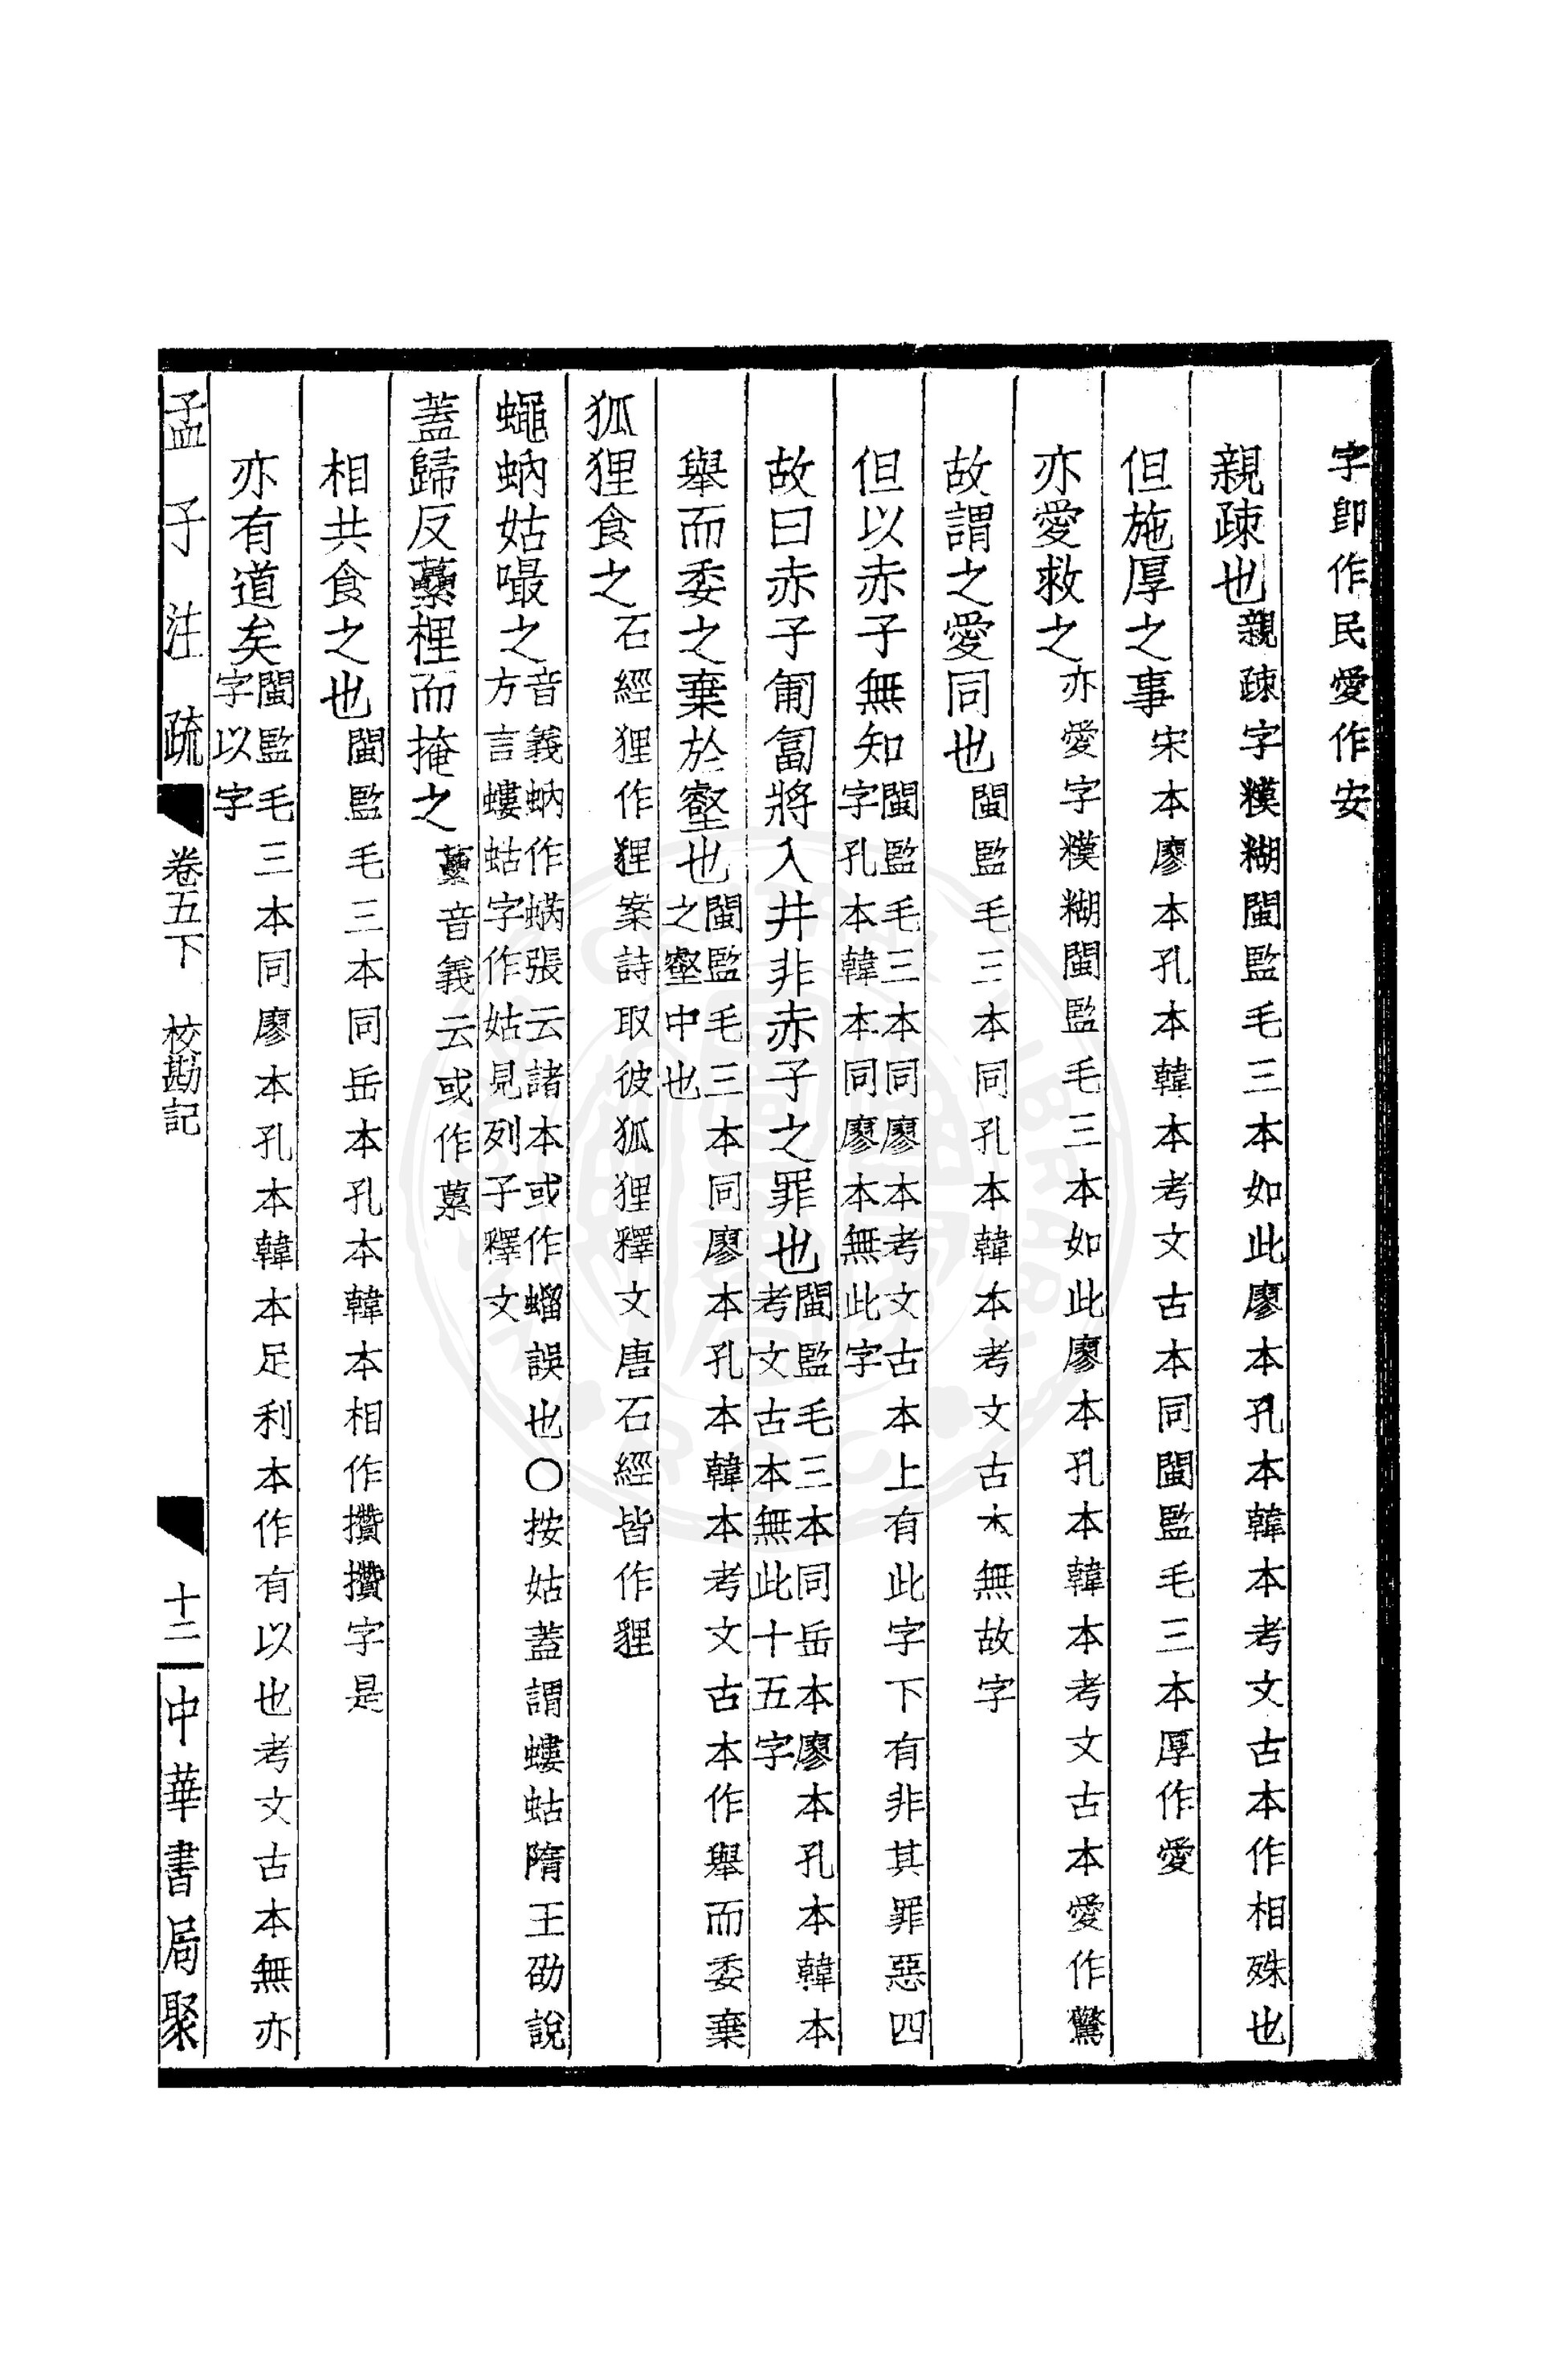 字卽作民愛作安
親疎也親疎字糢糊閩監毛三本如此廖本孔本韓本考文古本作相殊也
但施厚之事宋本廖本孔本韓本考文古本同閩監毛三本厚作愛
亦愛救之亦愛字糢糊閩監毛三本如此廖本孔本韓本考文古本愛作驚
故謂之愛同也閩監毛三本同孔本韓本考文古本無故字
但以赤子無知閩監毛三本同廖本考文古本上有此字下有非其罪惡四
字孔本韓本同廖本無此字
故曰赤子匍匐將入井非赤子之罪也閩監毛三本同岳本廖本孔本韓本
考文古本無此十五字
舉而委之棄於壑也閩監毛三本同廖本孔本韓本考文古本作舉而委棄
之壑中也
狐狸食之石經狸作貍案詩取彼狐狸釋文唐石經皆作貍
蠅蚋姑嘬之音義蚋作蜹張云諸本或作蝤誤也○按姑蓋謂螻蛄隋王劭說
方言螻蛄字作姑見列子釋文
蓋歸反虆梩而掩之虆音義云或作蔂
相共食之也閩監毛三本同岳本孔本韓本相作攢攢字是
亦有道矣閩監毛三本同廖本孔本韓本足利本作有以也考文古本無亦
字以字
孟子注疏 卷五下 校勘記 十二 中華書局聚